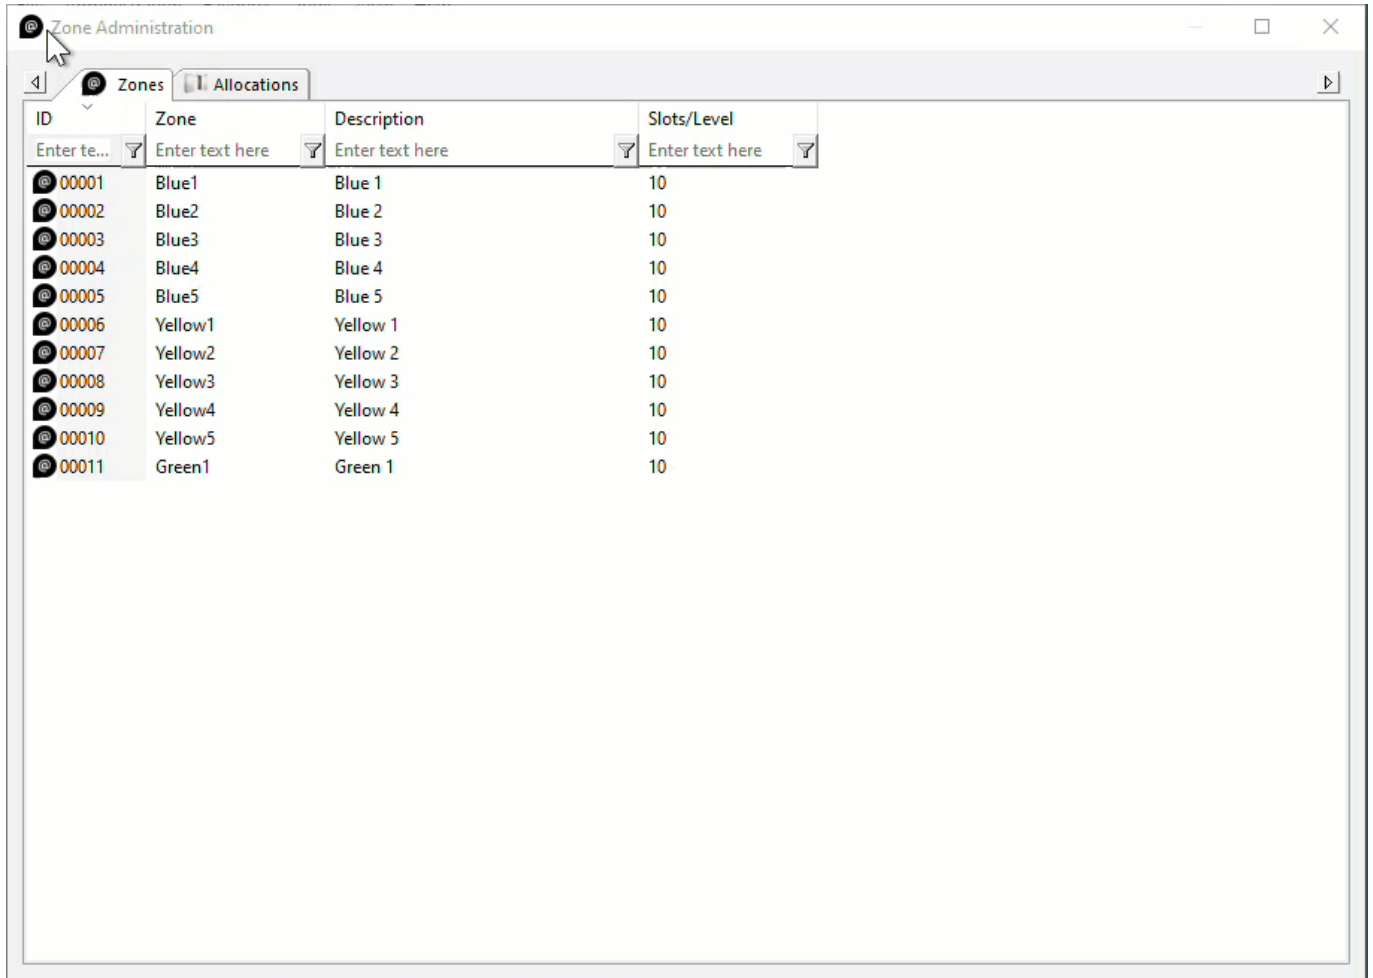 Zone Administration
Zones Allocations
ID Zone Description Slots/Level
Enter te... Enter text here Enter text here Enter text here
00001 Blue1 Blue 1 10
00002 Blue2 Blue 2 10
00003 Blue3 Blue 3 10
00004 Blue4 Blue 4 10
00005 Blue5 Blue 5 10
00006 Yellow1 Yellow 1 10
00007 Yellow2 Yellow 2 10
00008 Yellow3 Yellow 3 10
00009 Yellow4 Yellow 4 10
00010 Yellow5 Yellow 5 10
00011 Green1 Green 1 10